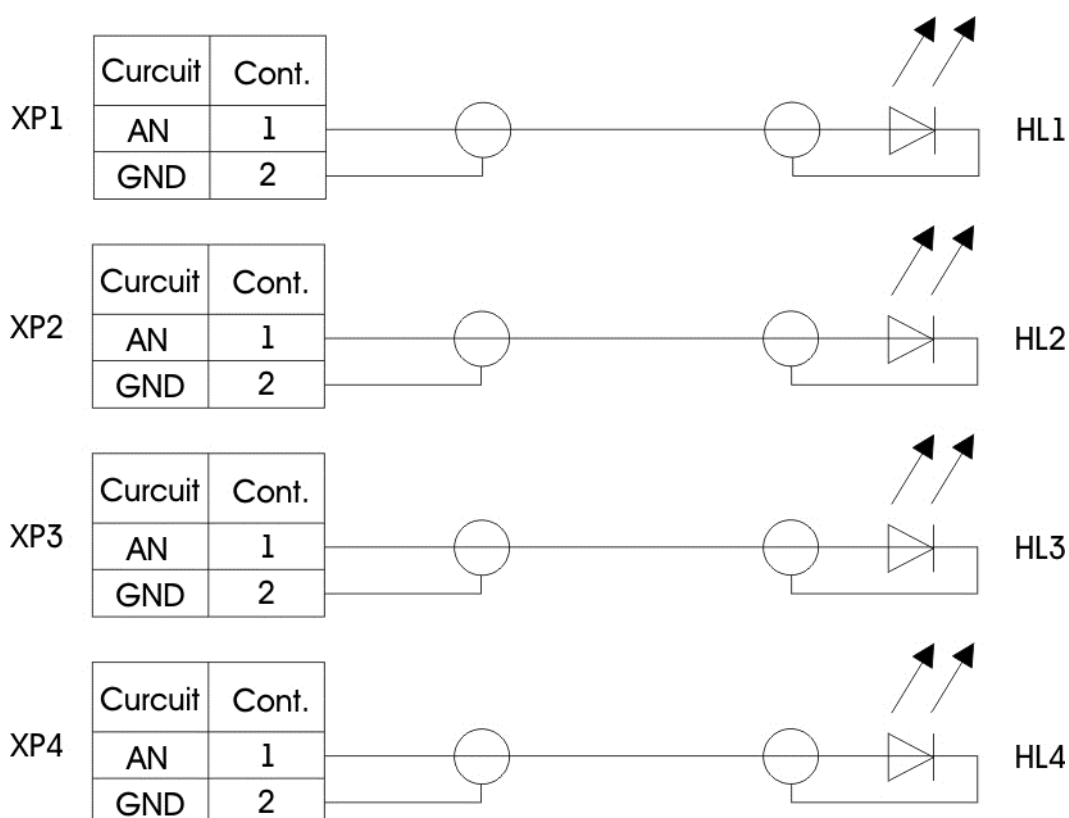 Curcuit Cont.
XP1 AN 1 HL1
GND 2
Curcuit Cont.
XP2 AN 1 HL2
GND 2
Curcuit Cont.
XP3 AN 1 HL3
GND 2
Curcuit Cont.
XP4 AN 1 HL4
GND 2